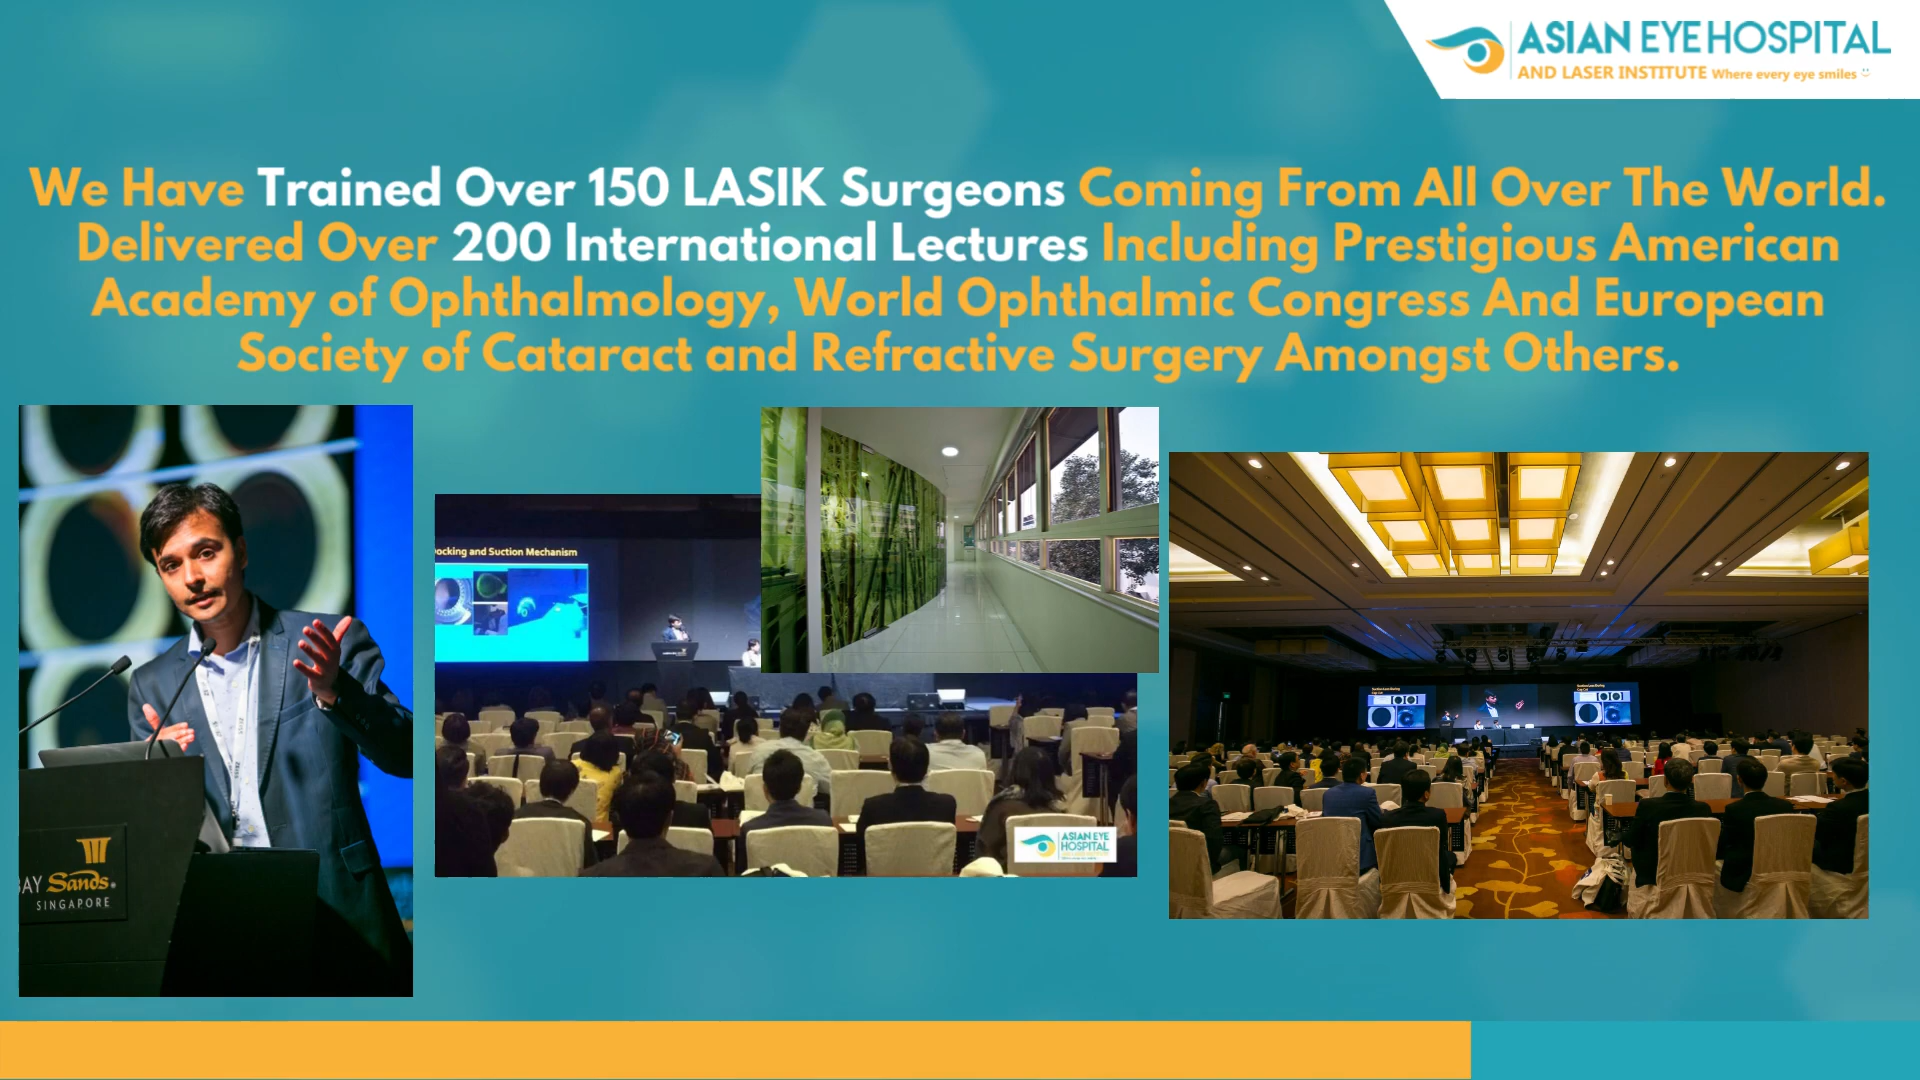 ASIAN EYE HOSPITAL
AND LASER INSTITUTE Where every eye smiles
We Have Trained Over 150 LASIK Surgeons Coming From All Over The World.
Delivered Over 200 International Lectures Including Prestigious American
Academy of Ophthalmology, World Ophthalmic Congress And European
Society of Cataract and Refractive Surgery Amongst Others.
ocking and Suction Mechanism
AY Sands.
SINGAPORE
ASIAN EYE
HOSPITAL